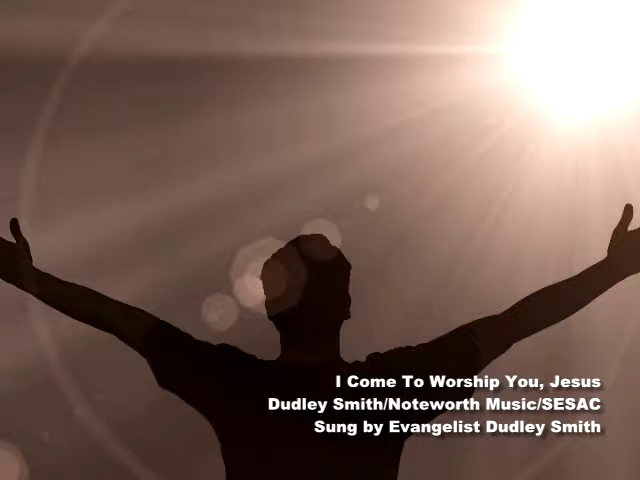 I Come To Worship You, Jesus
Dudley Smith/Noteworth Music/SESAC
Sung by Evangelist Dudley Smith